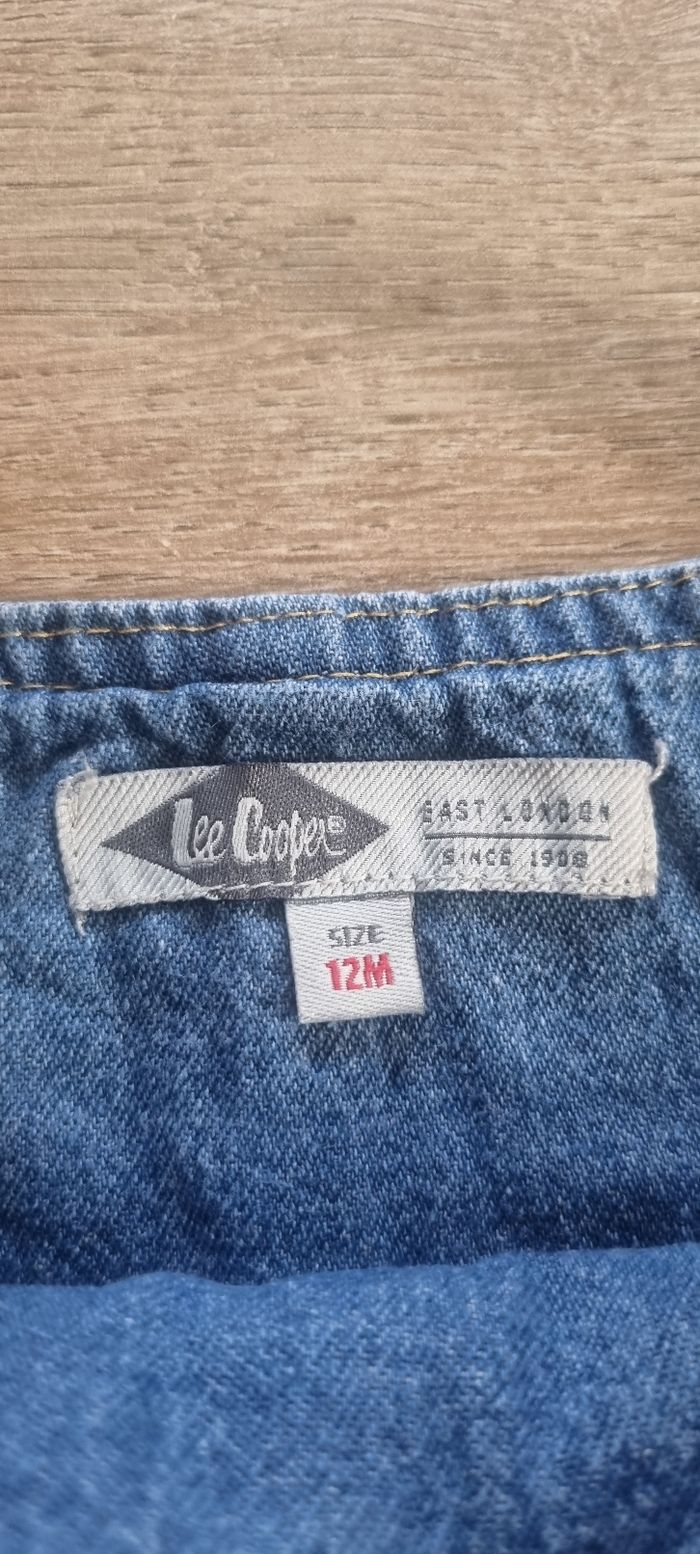 Lee Cooper®
EAST LONDON
SINCE 1908
SIZE
12M